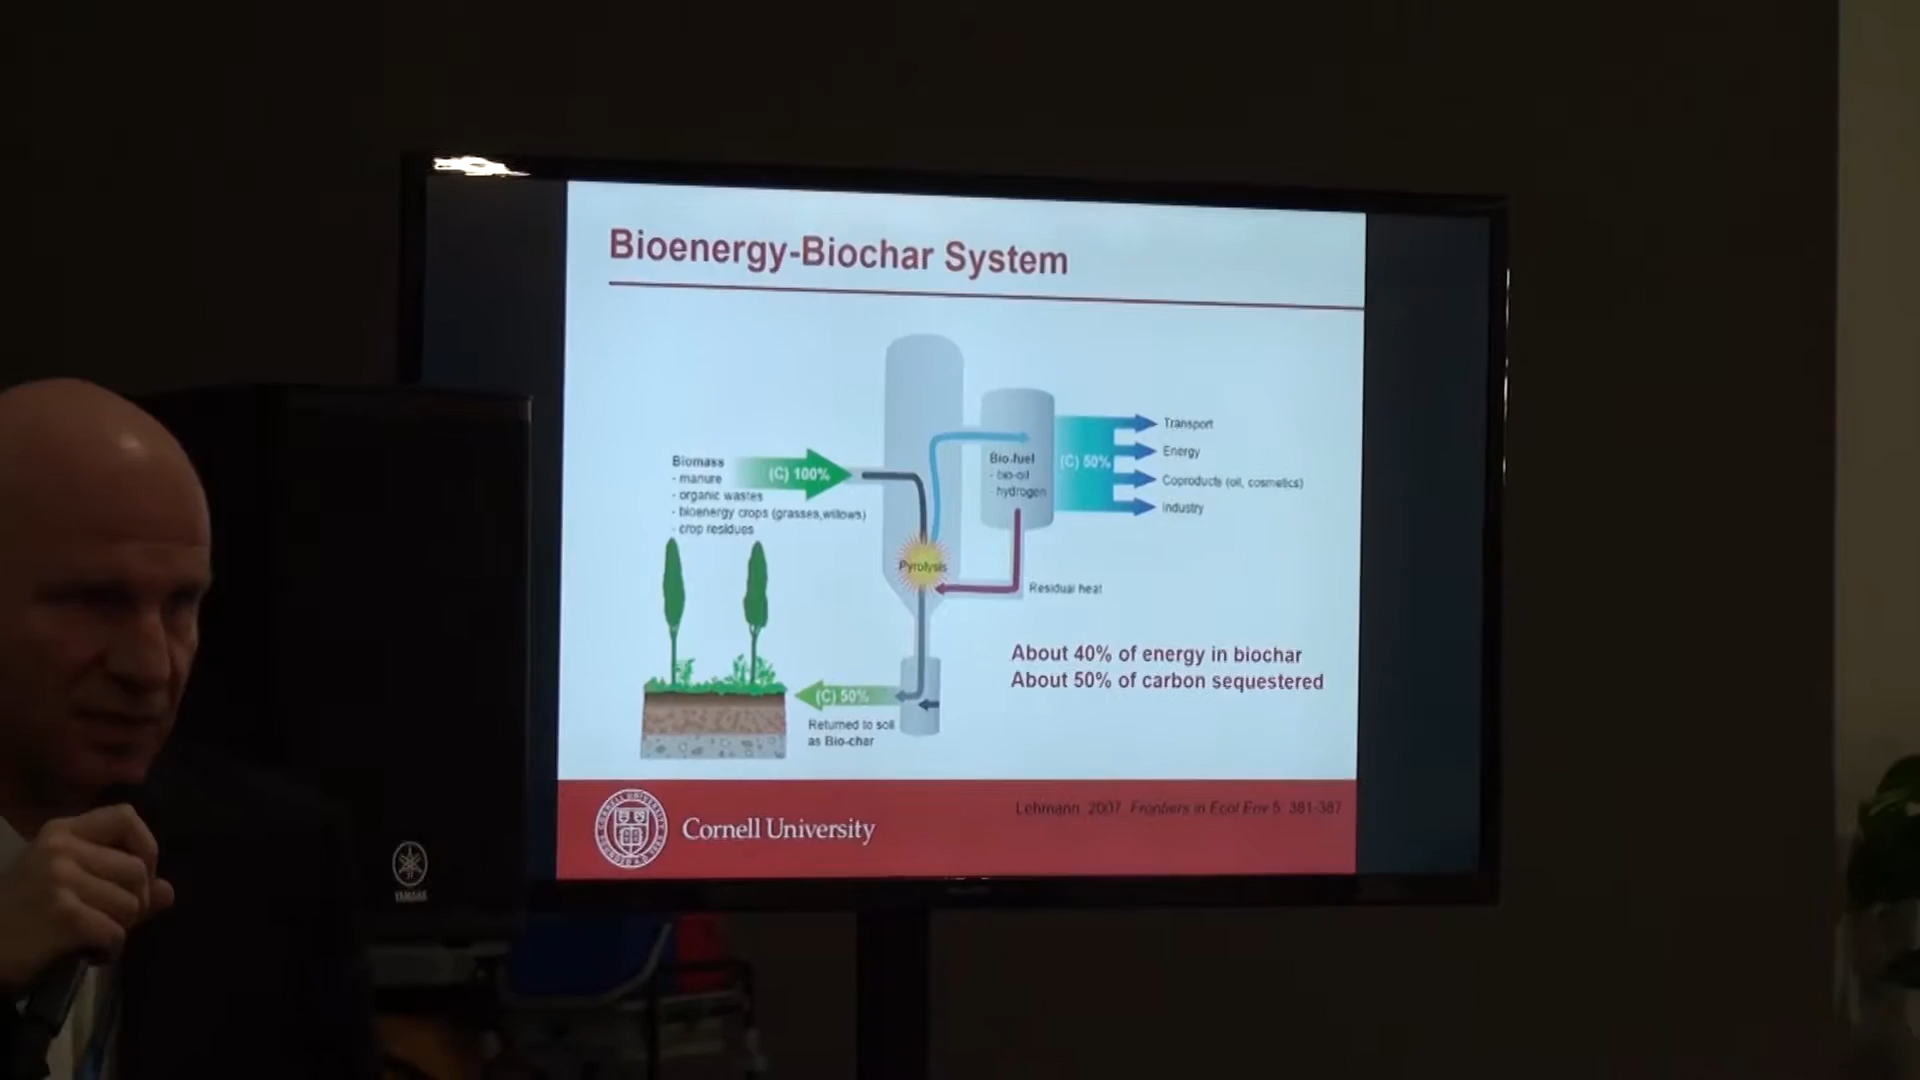 Bioenergy-Biochar System
Biomass
- manure
- organic wastes
- bioenergy crops (grasses,willows)
- crop residues
(C) 100%
Pyrolysis
Bio-fuel
- bio-oil
- hydrogen
(C) 50%
Transport
Energy
Coproducts (oil, cosmetics)
Industry
Residual heat
About 40% of energy in biochar
About 50% of carbon sequestered
(C) 50%
Returned to soil
as Bio-char
Cornell University
Lehmann 2007 Frontiers in Ecol Env 5: 381-387
YAMAHA